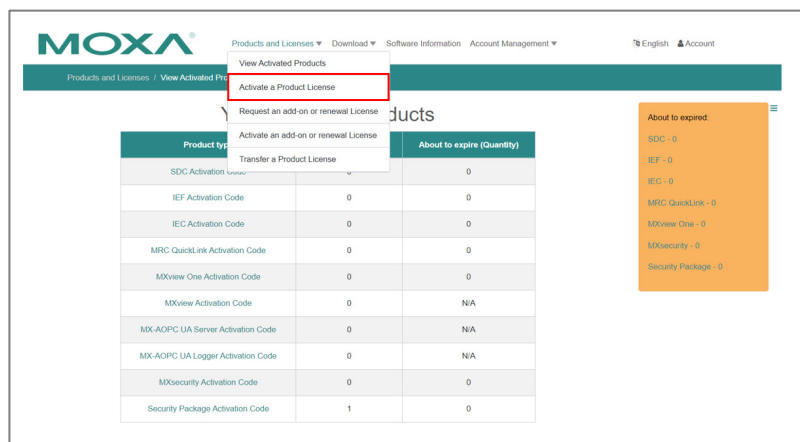 MOXA®
Products and Licenses ▼ Download ▼ Software Information Account Management ▼ English Account
Products and Licenses / View Activated Pro
View Activated Products
Activate a Product License
Request an add-on or renewal License
Activate an add-on or renewal License
Transfer a Product License
Y ducts
Product typ About to expire (Quantity)
SDC Activation Code 0 0
IEF Activation Code 0 0
IEC Activation Code 0 0
MRC QuickLink Activation Code 0 0
MXview One Activation Code 0 0
MXview Activation Code 0 N/A
MX-AOPC UA Server Activation Code 0 N/A
MX-AOPC UA Logger Activation Code 0 N/A
MXsecurity Activation Code 0 0
Security Package Activation Code 1 0
About to expired:
SDC - 0
IEF - 0
IEC - 0
MRC QuickLink - 0
MXview One - 0
MXsecurity - 0
Security Package - 0